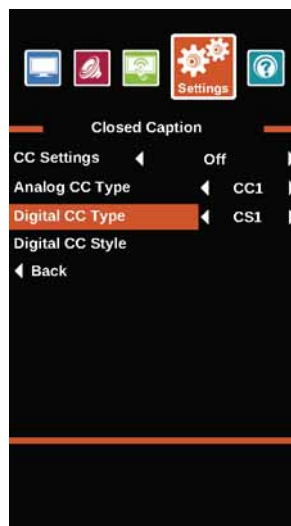 Settings
Closed Caption
CC Settings Off
Analog CC Type CC1
Digital CC Type CS1
Digital CC Style
Back